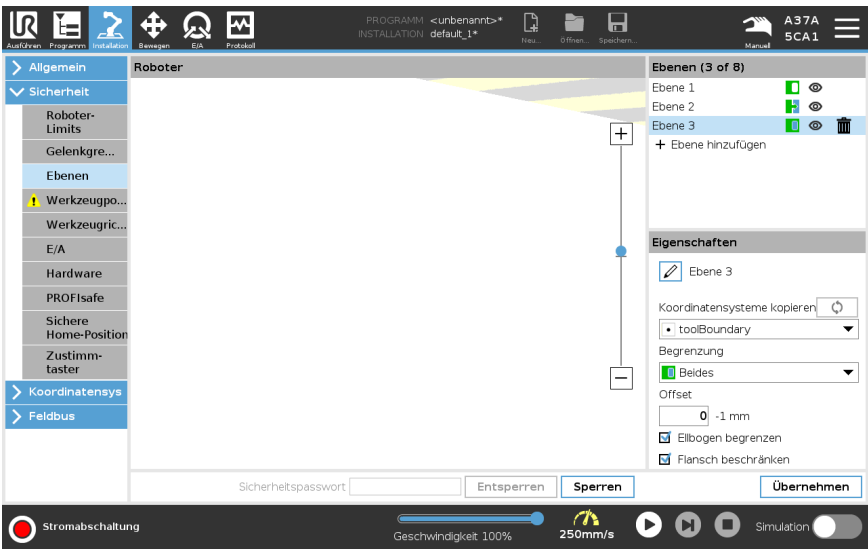 UR
PROGRAMM <unbenannt>*
INSTALLATION default_1*
Ausführen Programm Installation Bewegen E/A Protokoll
Neu... Öffnen... Speichern...
Manuell
A37A
5CA1
Allgemein
Sicherheit
Roboter-
Limits
Gelenkgre...
Ebenen
Werkzeugpo...
Werkzeugric...
E/A
Hardware
PROFIsafe
Sichere
Home-Position
Zustimm-
taster
Koordinatensys
Feldbus
Roboter
Ebenen (3 of 8)
Ebene 1
Ebene 2
Ebene 3
+ Ebene hinzufügen
Eigenschaften
Ebene 3
Koordinatensysteme kopieren
toolBoundary
Begrenzung
Beides
Offset
0 -1 mm
Ellbogen begrenzen
Flansch beschränken
Sicherheitspasswort Entsperren Sperren Übernehmen
Stromabschaltung
Geschwindigkeit 100%
250mm/s
Simulation